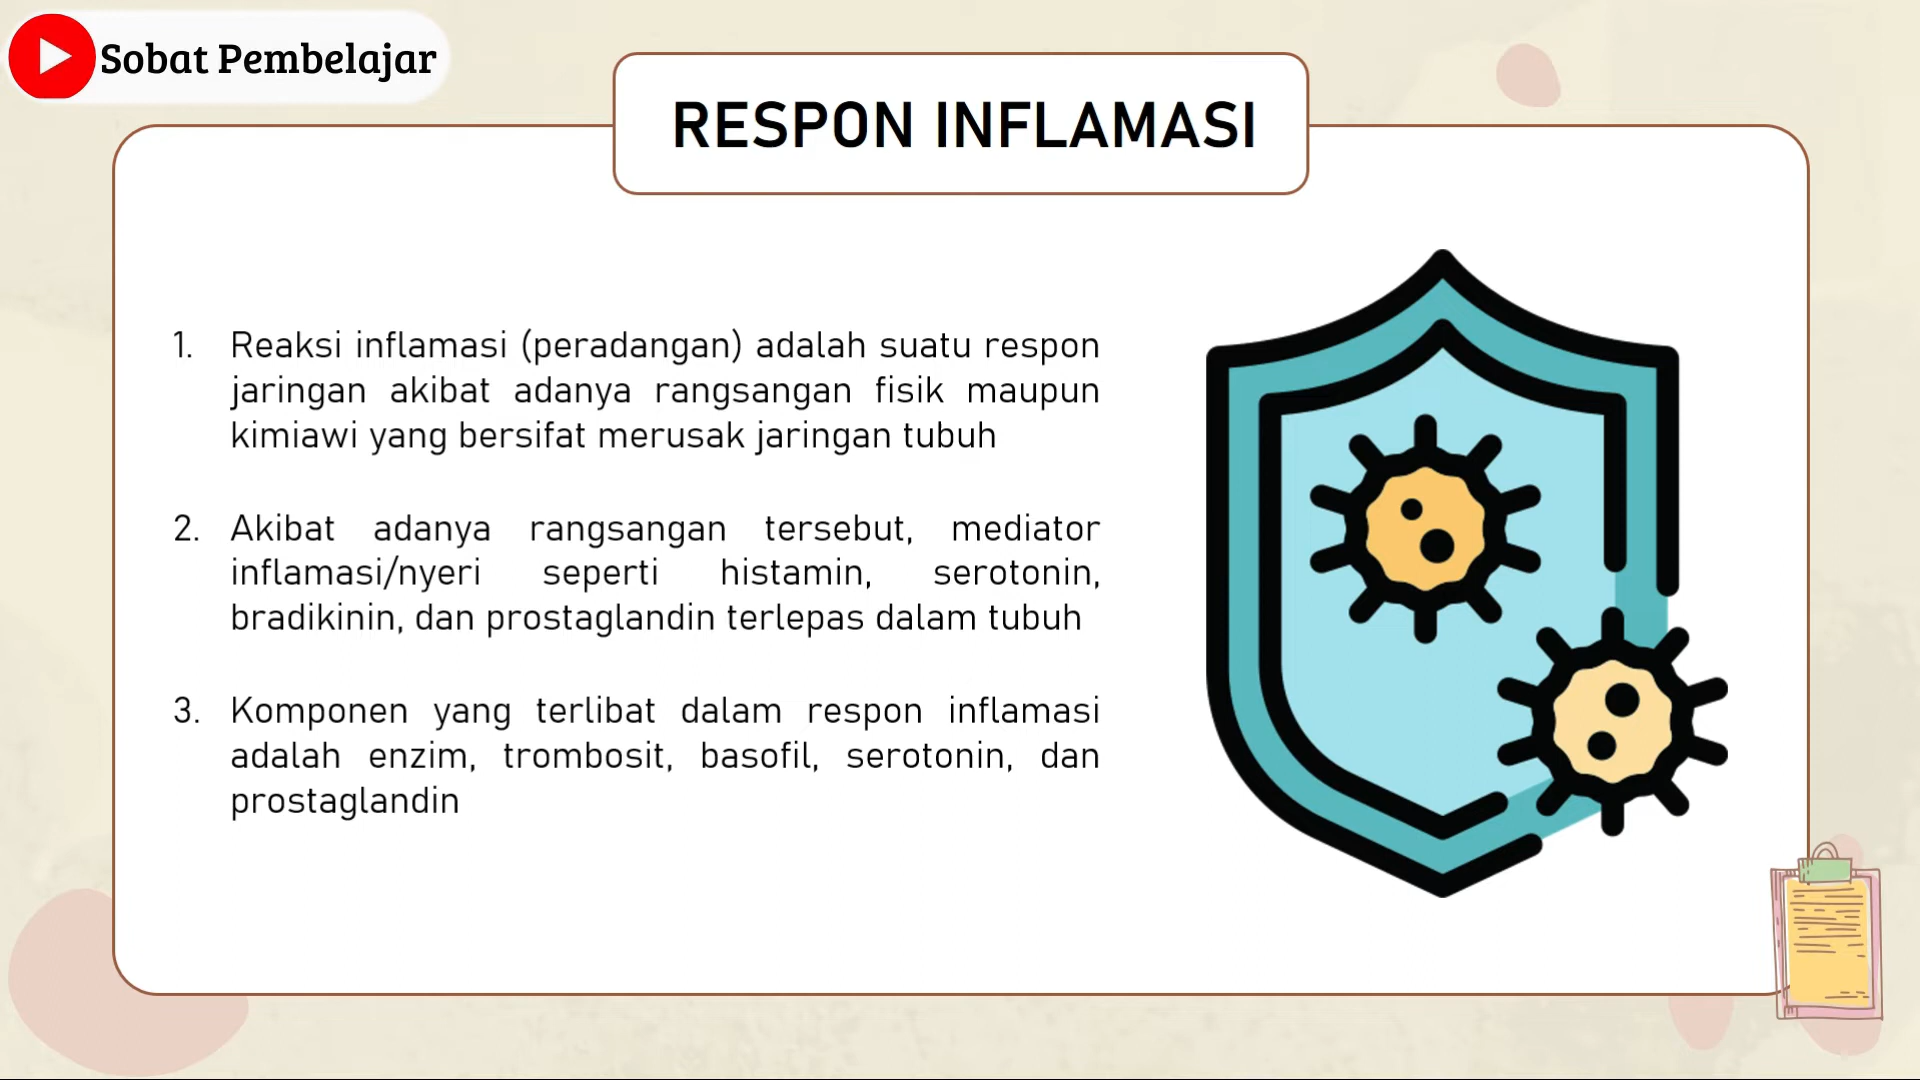 Sobat Pembelajar
RESPON INFLAMASI
1. Reaksi inflamasi (peradangan) adalah suatu respon
jaringan akibat adanya rangsangan fisik maupun
kimiawi yang bersifat merusak jaringan tubuh
2. Akibat adanya rangsangan tersebut, mediator
inflamasi/nyeri seperti histamin, serotonin,
bradikinin, dan prostaglandin terlepas dalam tubuh
3. Komponen yang terlibat dalam respon inflamasi
adalah enzim, trombosit, basofil, serotonin, dan
prostaglandin